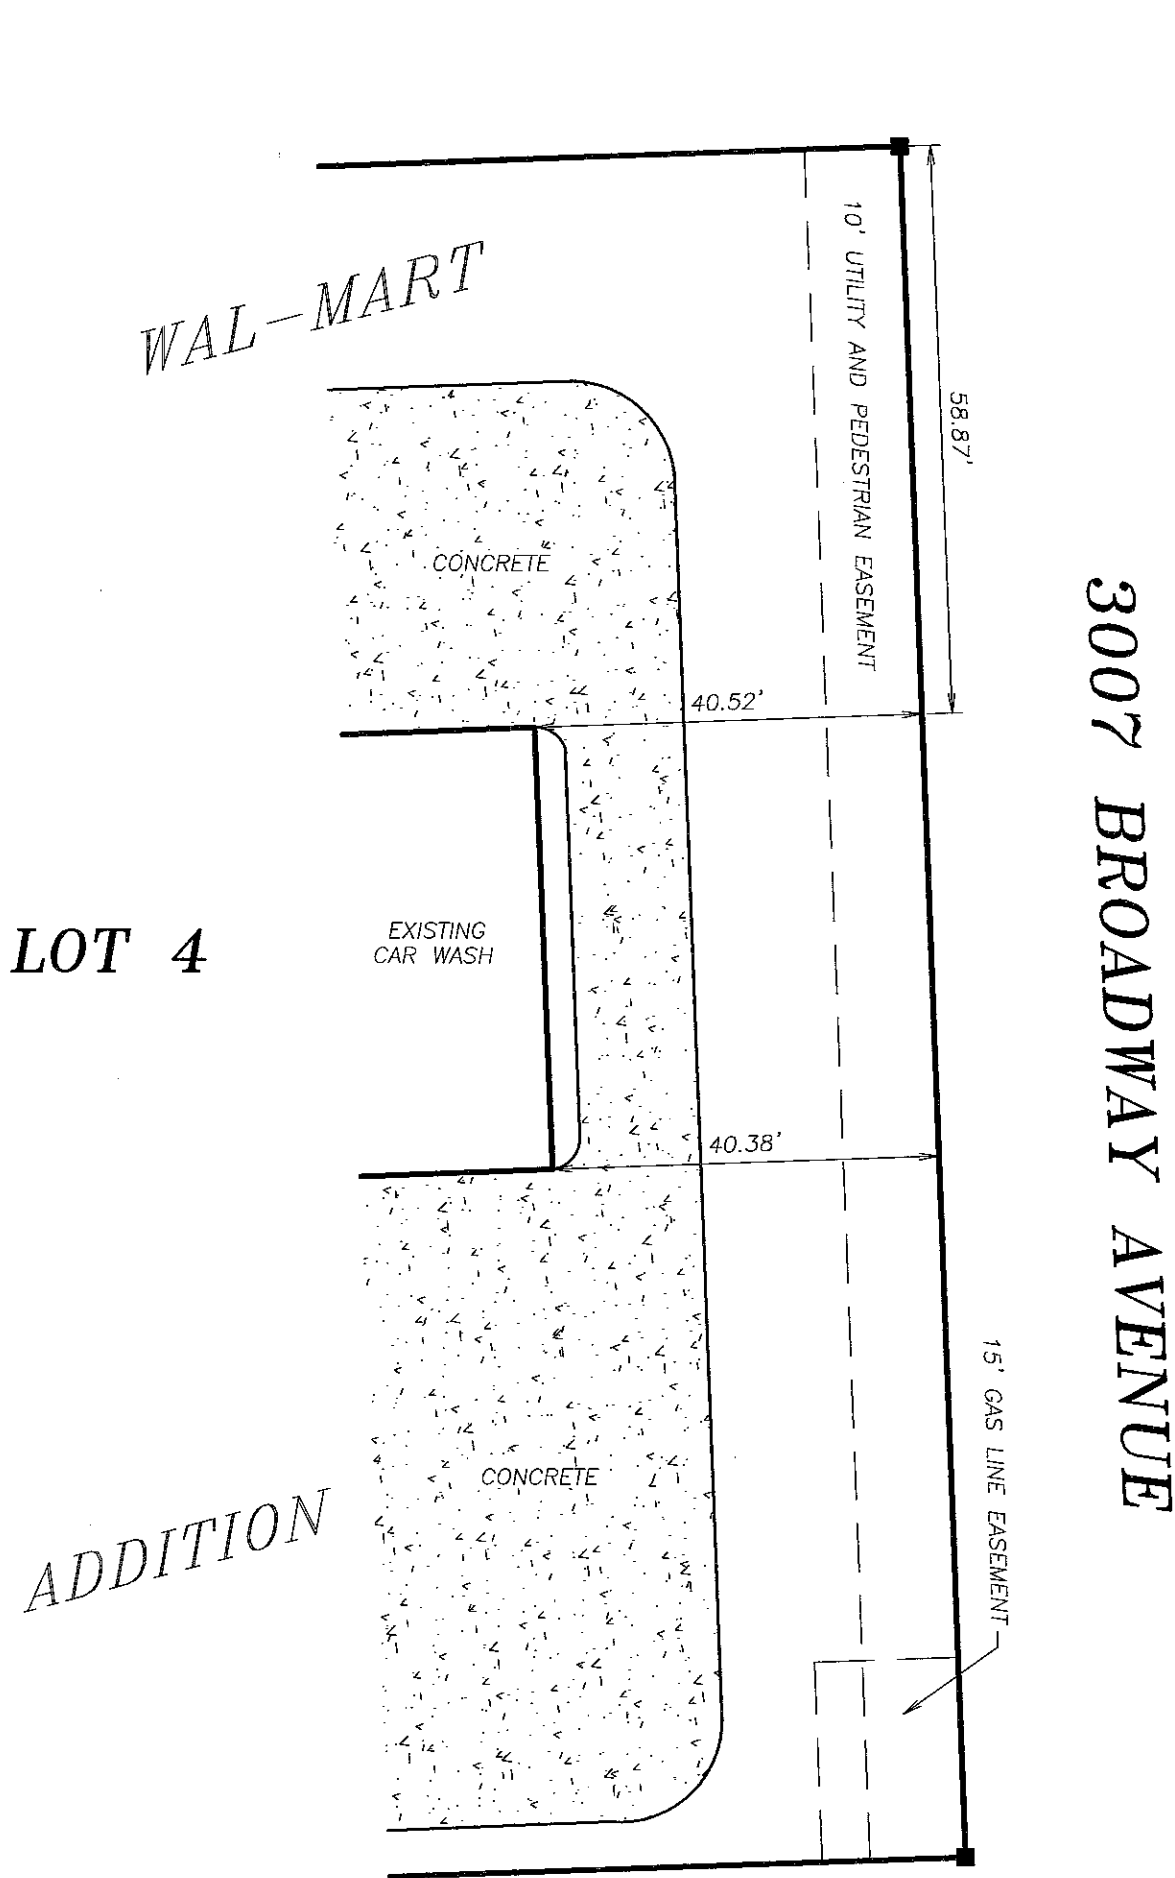 WAL-MART
10' UTILITY AND PEDESTRIAN EASEMENT
58.87'
CONCRETE
3007 BROADWAY AVENUE
40.52'
EXISTING
CAR WASH
LOT 4
40.38'
15' GAS LINE EASEMENT
CONCRETE
ADDITION